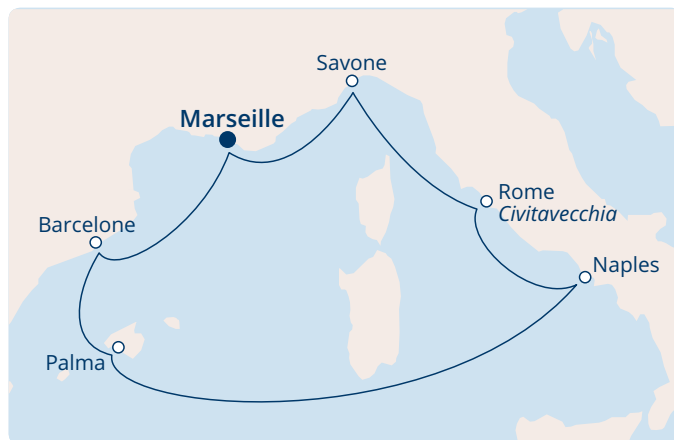 Savone
Marseille
Rome
Civitavecchia
Barcelone
Naples
Palma